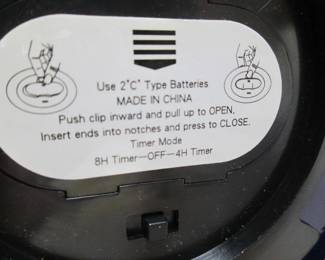 Use 2"C" Type Batteries
MADE IN CHINA
Push clip inward and pull up to OPEN.
Insert ends into notches and press to CLOSE.
Timer Mode
8H Timer—OFF—4H Timer